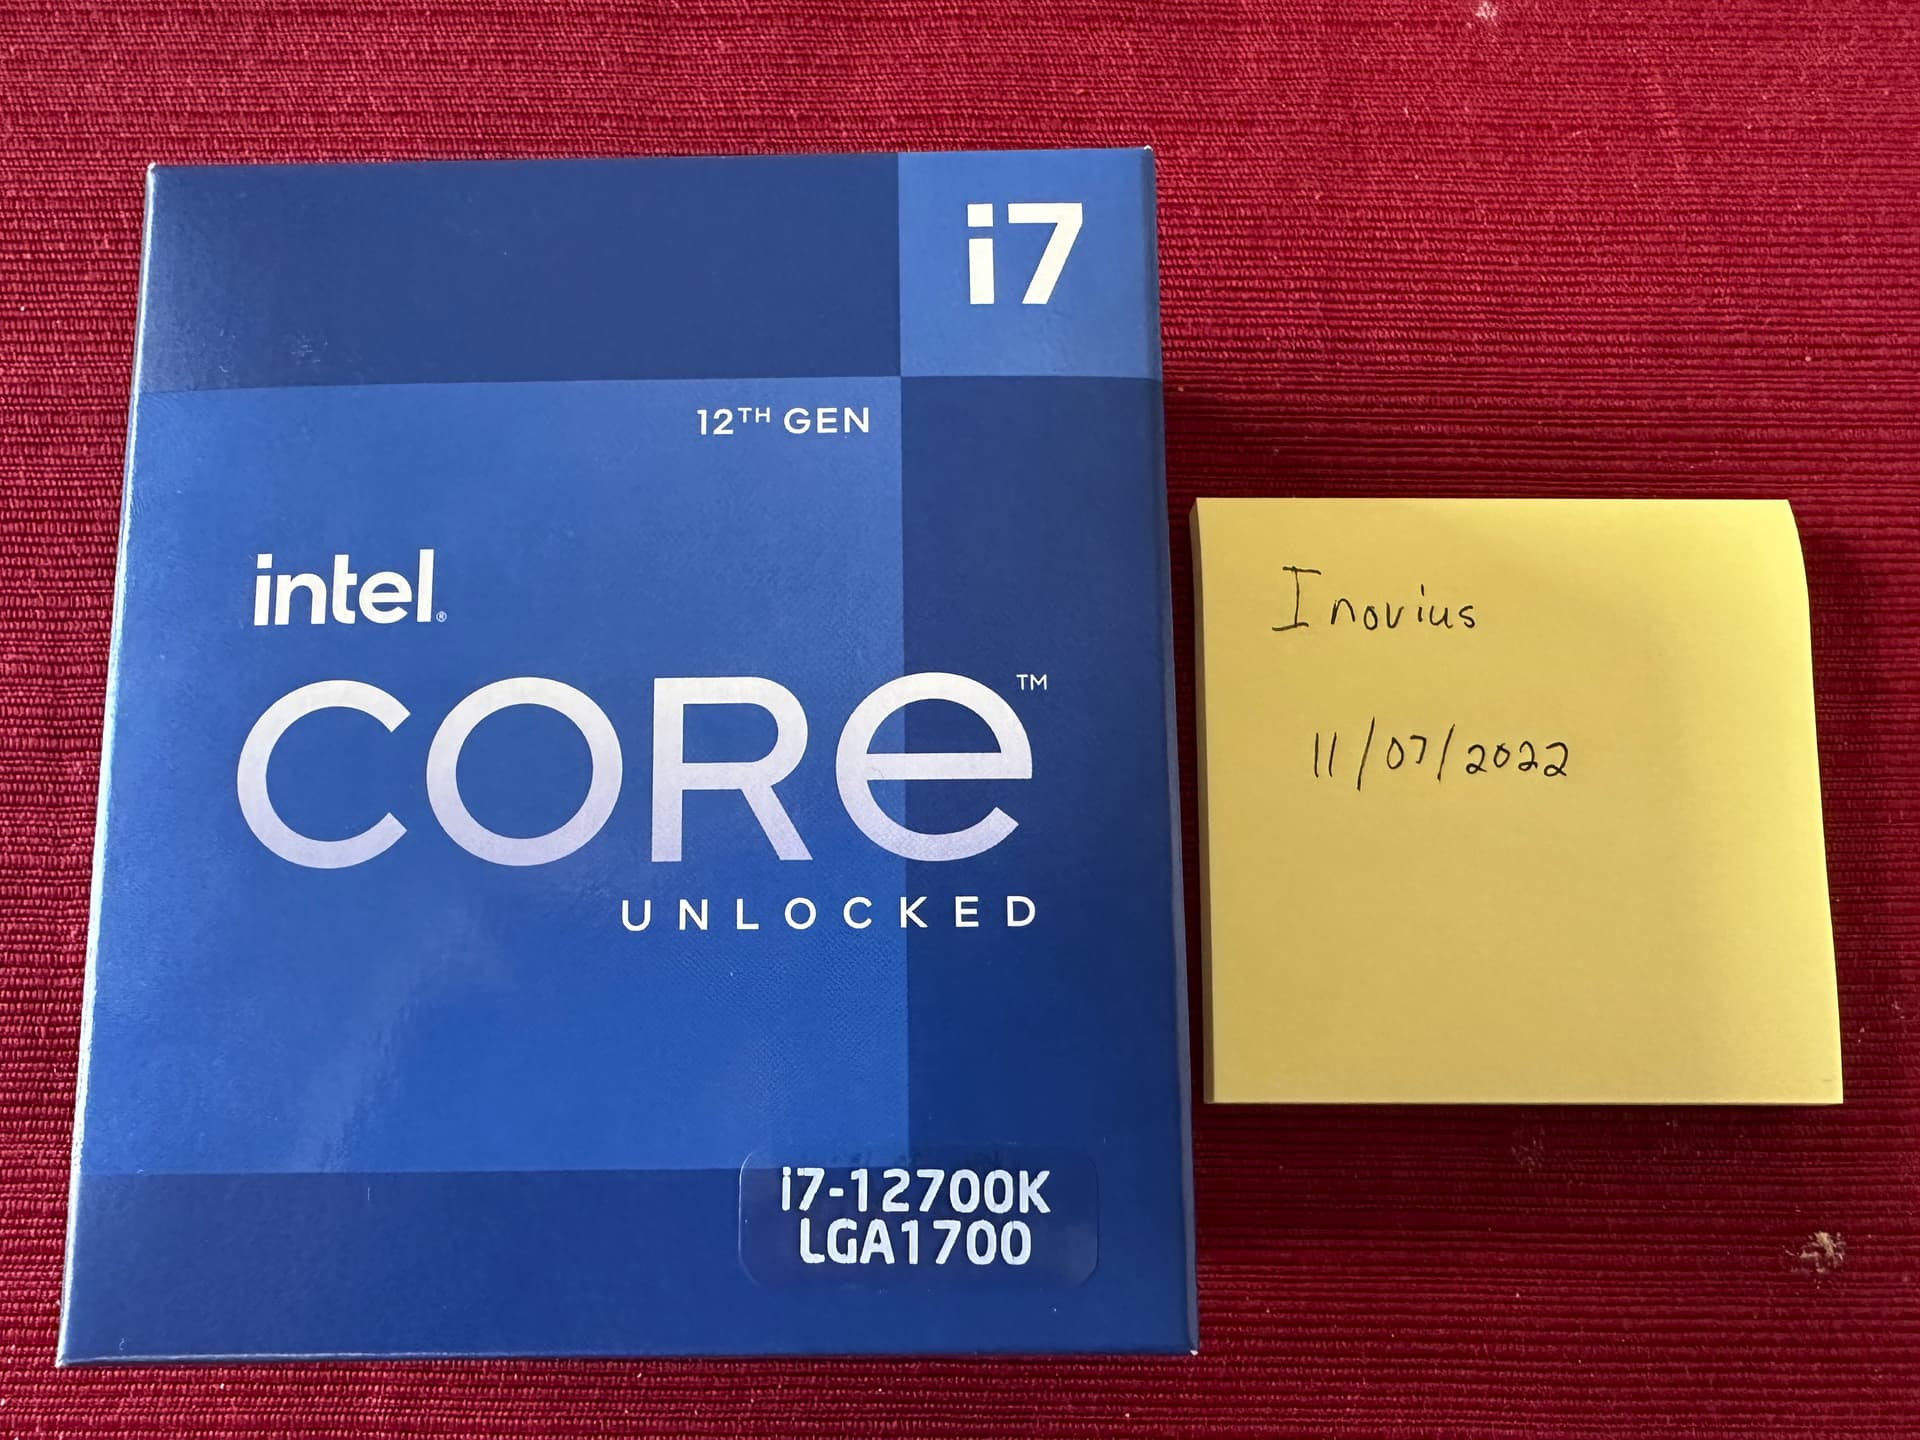 i7
12TH GEN
intel®
CORe™
UNLOCKED
i7-12700K
LGA1700
Inovius
11/07/2022